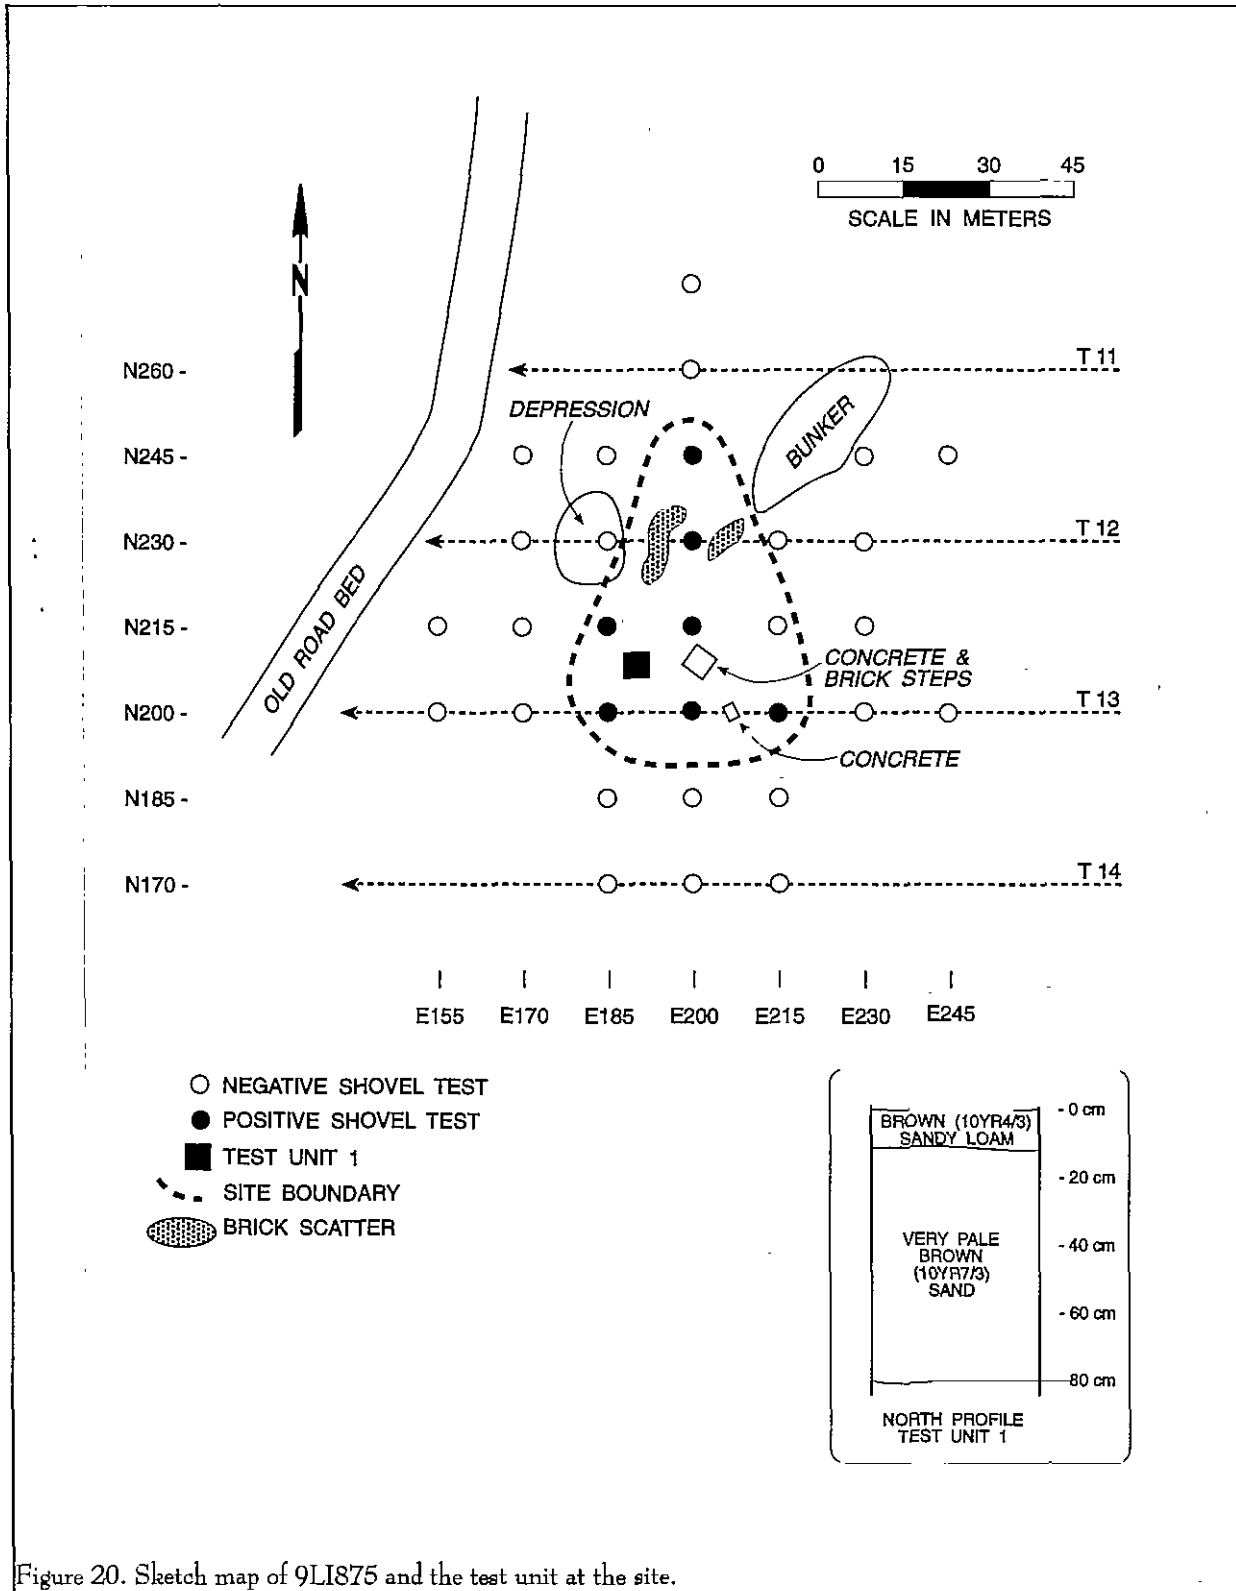 0 15 30 45
SCALE IN METERS
N
N260 -
T 11
DEPRESSION
BUNKER
N245 -
N230 -
T 12
OLD ROAD BED
N215 -
CONCRETE &
BRICK STEPS
N200 -
T 13
CONCRETE
N185 -
N170 -
T 14
E155 E170 E185 E200 E215 E230 E245
NEGATIVE SHOVEL TEST
POSITIVE SHOVEL TEST
TEST UNIT 1
SITE BOUNDARY
BRICK SCATTER
- 0 cm
BROWN (10YR4/3)
SANDY LOAM
- 20 cm
VERY PALE
BROWN
(10YR7/3)
SAND
- 40 cm
- 60 cm
80 cm
NORTH PROFILE
TEST UNIT 1
Figure 20. Sketch map of 9LI875 and the test unit at the site.